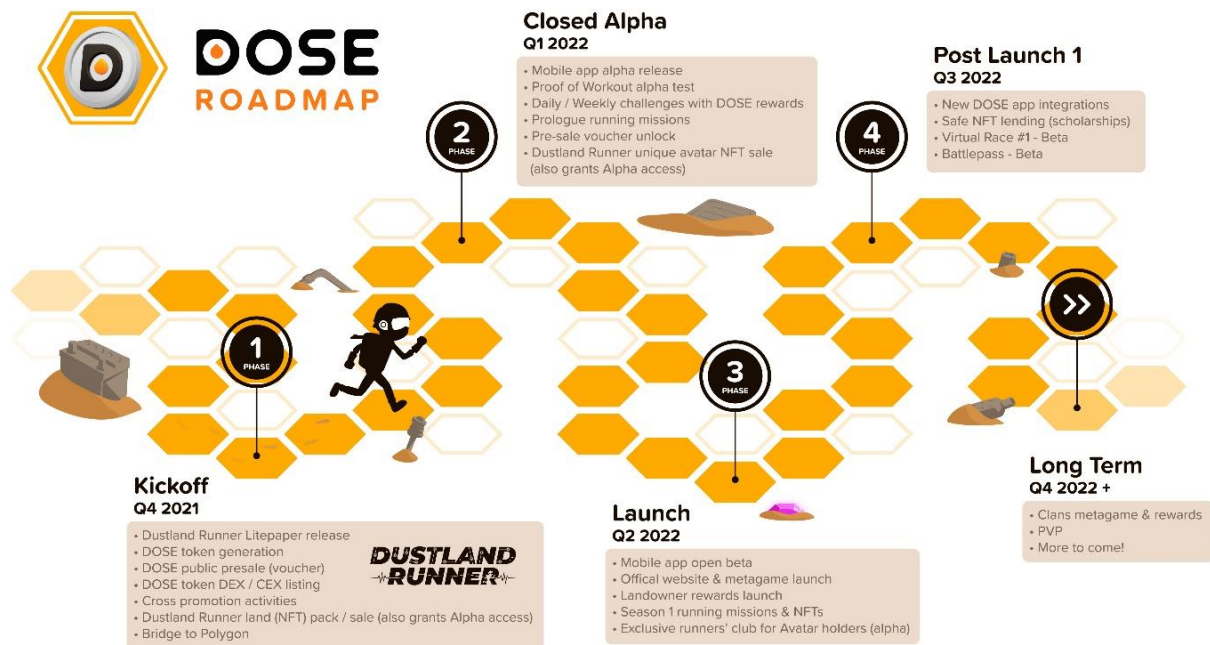 DOSE
ROADMAP
1
PHASE
Kickoff
Q4 2021
• Dustland Runner Litepaper release
• DOSE token generation
• DOSE public presale (voucher)
• DOSE token DEX / CEX listing
• Cross promotion activities
• Dustland Runner land (NFT) pack / sale (also grants Alpha access)
• Bridge to Polygon
DUSTLAND
RUNNER
2
PHASE
Closed Alpha
Q1 2022
• Mobile app alpha release
• Proof of Workout alpha test
• Daily / Weekly challenges with DOSE rewards
• Prologue running missions
• Pre-sale voucher unlock
• Dustland Runner unique avatar NFT sale
(also grants Alpha access)
3
PHASE
Launch
Q2 2022
• Mobile app open beta
• Offical website & metagame launch
• Landowner rewards launch
• Season 1 running missions & NFTs
• Exclusive runners' club for Avatar holders (alpha)
4
PHASE
Post Launch 1
Q3 2022
• New DOSE app integrations
• Safe NFT lending (scholarships)
• Virtual Race #1 - Beta
• Battlepass - Beta
Long Term
Q4 2022 +
• Clans metagame & rewards
• PVP
• More to come!